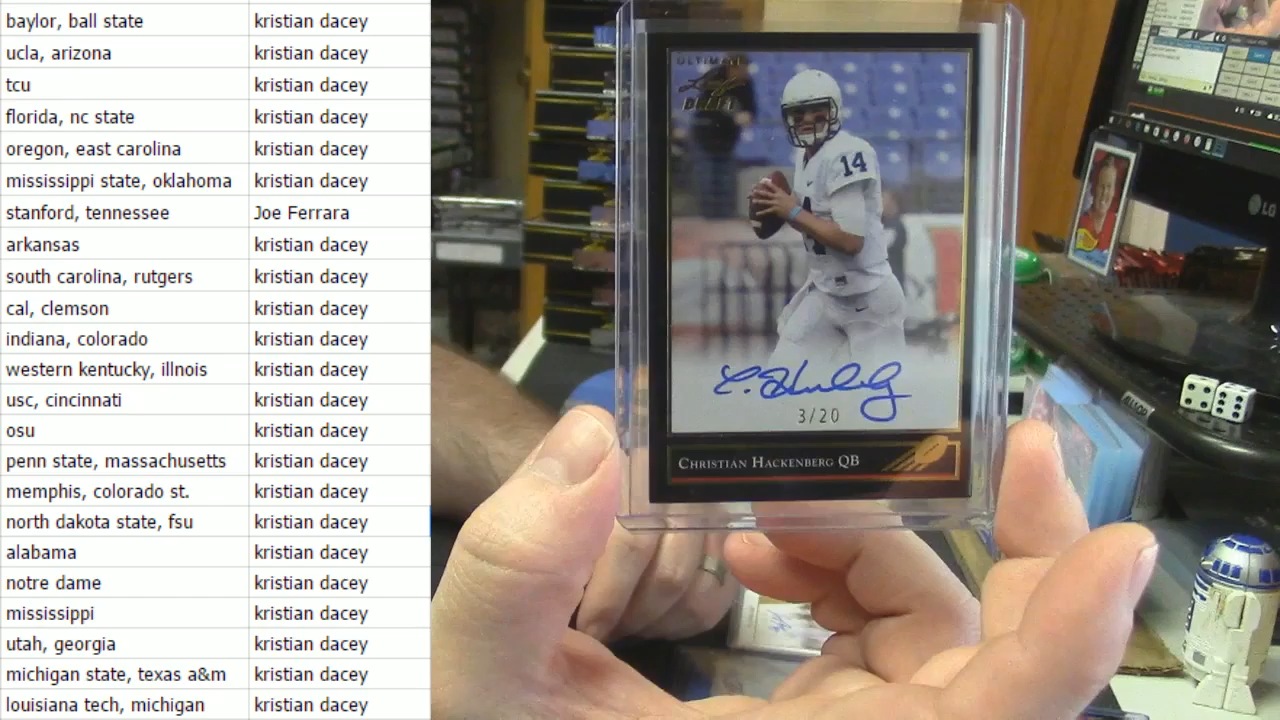 baylor, ball state kristian dacey
ucla, arizona kristian dacey
tcu kristian dacey
florida, nc state kristian dacey
oregon, east carolina kristian dacey
mississippi state, oklahoma kristian dacey
stanford, tennessee Joe Ferrara
arkansas kristian dacey
south carolina, rutgers kristian dacey
cal, clemson kristian dacey
indiana, colorado kristian dacey
western kentucky, illnois kristian dacey
usc, cincinnati kristian dacey
osu kristian dacey
penn state, massachusetts kristian dacey
memphis, colorado st. kristian dacey
north dakota state, fsu kristian dacey
alabama kristian dacey
notre dame kristian dacey
mississippi kristian dacey
utah, georgia kristian dacey
michigan state, texas a&m kristian dacey
louisiana tech, michigan kristian dacey
ULTIMATE
DRAFT
14
3/20
CHRISTIAN HACKENBERG QB
LG